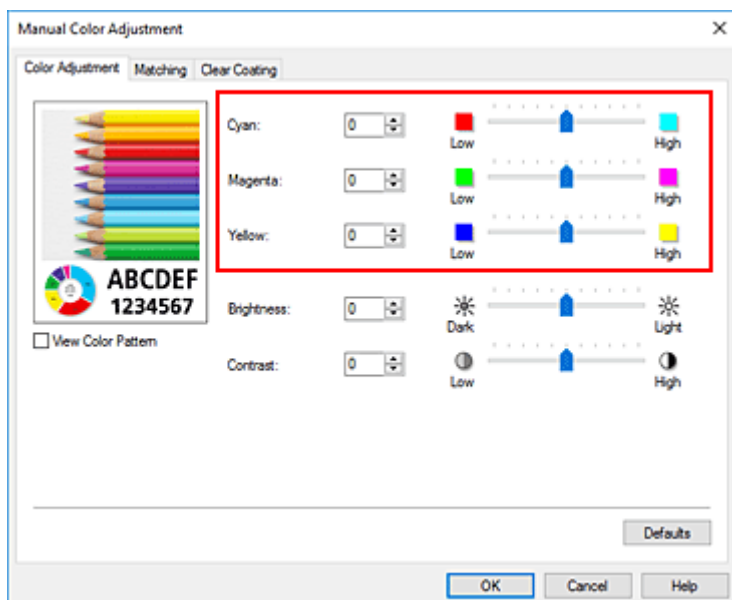 Manual Color Adjustment
Color Adjustment Matching Clear Coating
Cyan: 0 Low High
Magenta: 0 Low High
Yellow: 0 Low High
ABCDEF
1234567
View Color Pattern
Brightness: 0 Dark Light
Contrast: 0 Low High
Defaults
OK Cancel Help